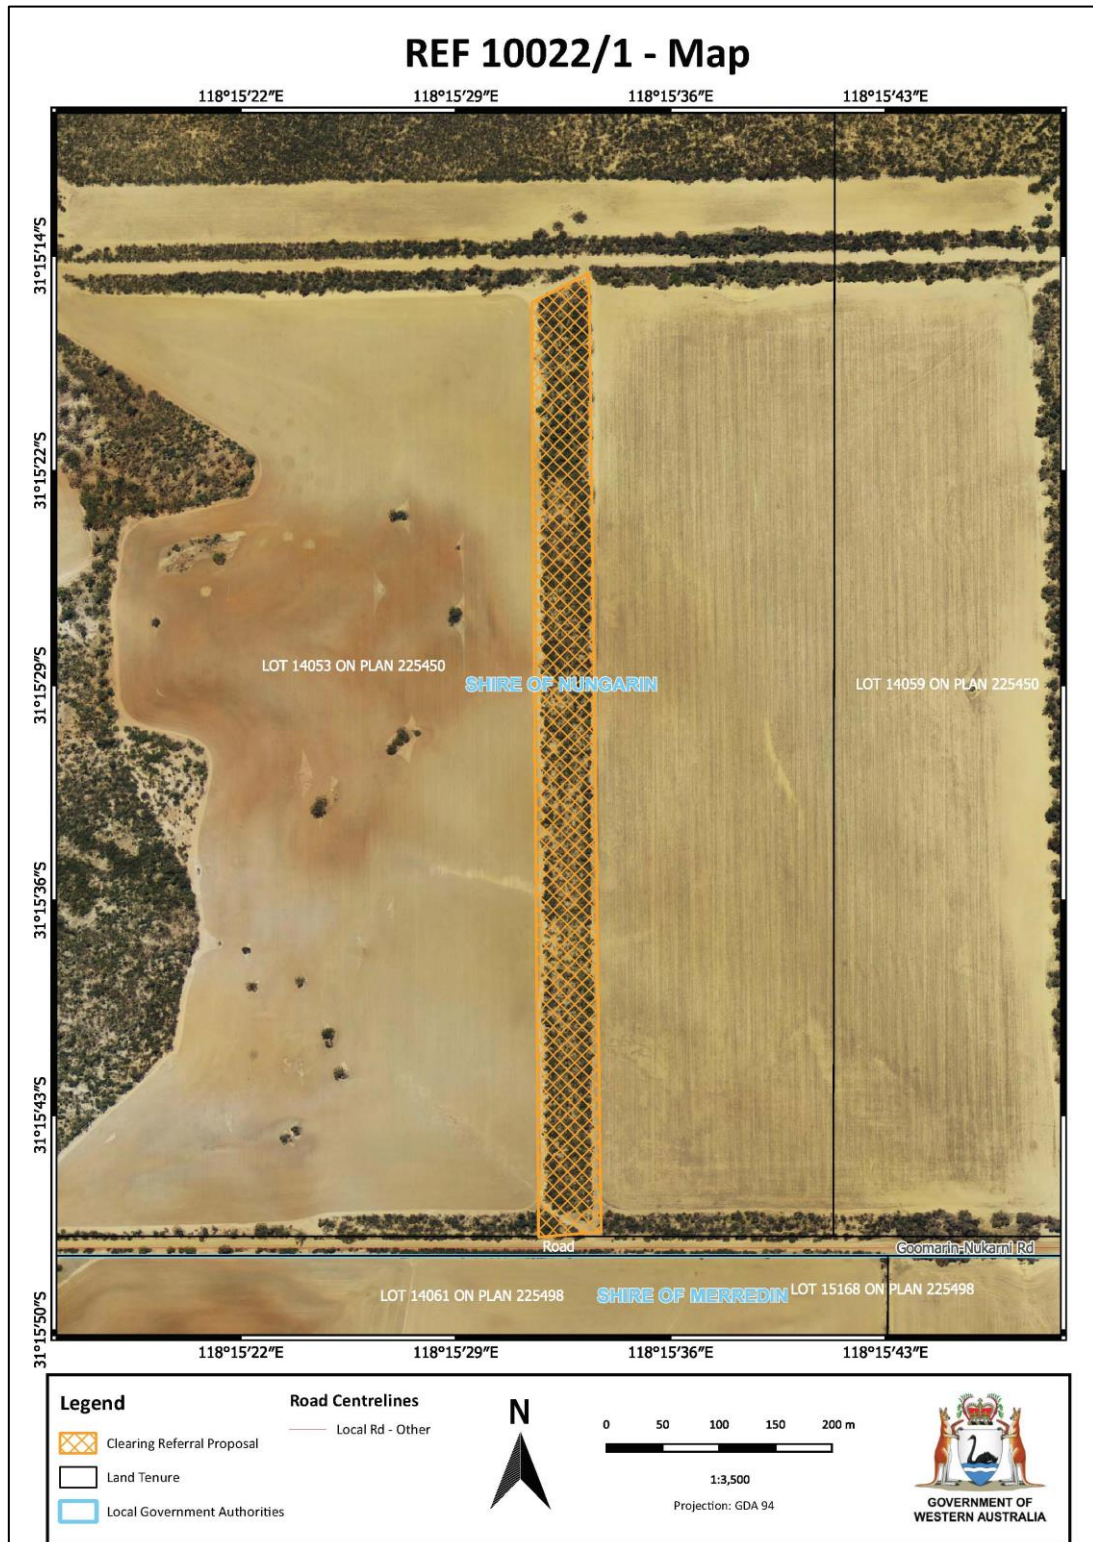 REF 10022/1 - Map
118°15'22"E 118°15'29"E 118°15'36"E 118°15'43"E
31°15'14"S
31°15'22"S
31°15'29"S
31°15'36"S
31°15'43"S
31°15'50"S
LOT 14053 ON PLAN 225450
SHIRE OF NUNGARIN
LOT 14059 ON PLAN 225450
Road
Goomarin-Nukarni Rd
LOT 14061 ON PLAN 225498
SHIRE OF MERREDIN
LOT 15168 ON PLAN 225498
118°15'22"E 118°15'29"E 118°15'36"E 118°15'43"E
Legend
Clearing Referral Proposal
Land Tenure
Local Government Authorities
Road Centrelines
Local Rd - Other
N
0 50 100 150 200 m
1:3,500
Projection: GDA 94
GOVERNMENT OF
WESTERN AUSTRALIA